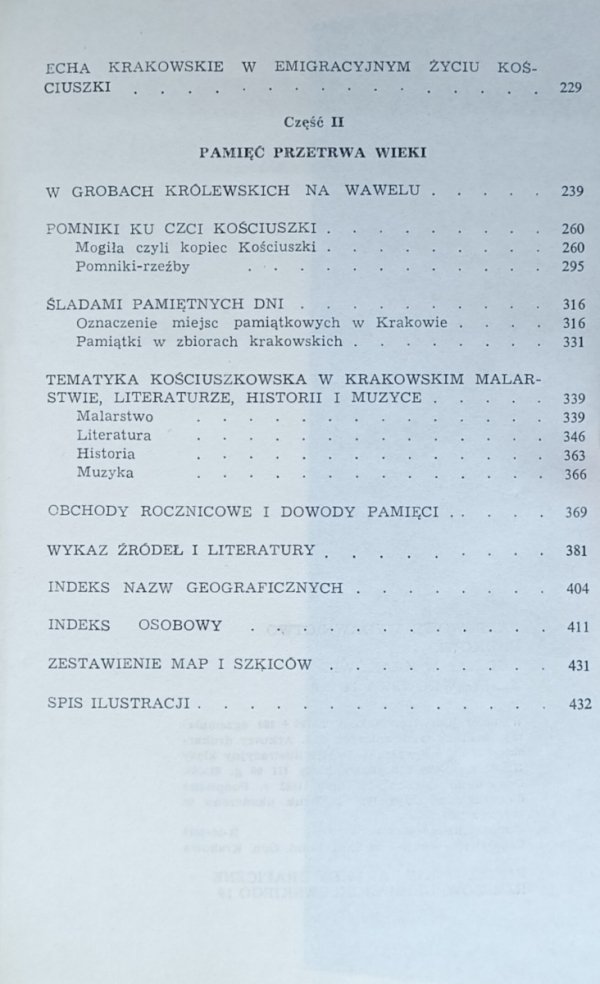 ECHA KRAKOWSKIE W EMIGRACYJNYM ŻYCIU KOŚ-
CIUSZKI . . . . . . . . . . . . . . . . 229
Część II
PAMIĘĆ PRZETRWA WIEKI
W GROBACH KRÓLEWSKICH NA WAWELU . . . . . 239
POMNIKI KU CZCI KOŚCIUSZKI . . . . . . . . . 260
Mogiła czyli kopiec Kościuszki . . . . . . . . . 260
Pomniki-rzeźby . . . . . . . . . . . . 295
ŚLADAMI PAMIĘTNYCH DNI . . . . . . . . . . 316
Oznaczenie miejsc pamiątkowych w Krakowie . . . . 316
Pamiątki w zbiorach krakowskich . . . . . . . . 331
TEMATYKA KOŚCIUSZKOWSKA W KRAKOWSKIM MALAR-
STWIE, LITERATURZE, HISTORII I MUZYCE . . . . . 339
Malarstwo . . . . . . . . . . . . . . 339
Literatura . . . . . . . . . . . . . . 346
Historia . . . . . . . . . . . . . . 363
Muzyka . . . . . . . . . . . . . . 366
OBCHODY ROCZNICOWE I DOWODY PAMIĘCI . . . . . 369
WYKAZ ŹRÓDEŁ I LITERATURY . . . . . . . . . 381
INDEKS NAZW GEOGRAFICZNYCH . . . . . . . . 404
INDEKS OSOBOWY . . . . . . . . . . . . 411
ZESTAWIENIE MAP I SZKICÓW . . . . . . . . . 431
SPIS ILUSTRACJI . . . . . . . . . . . . . . 432